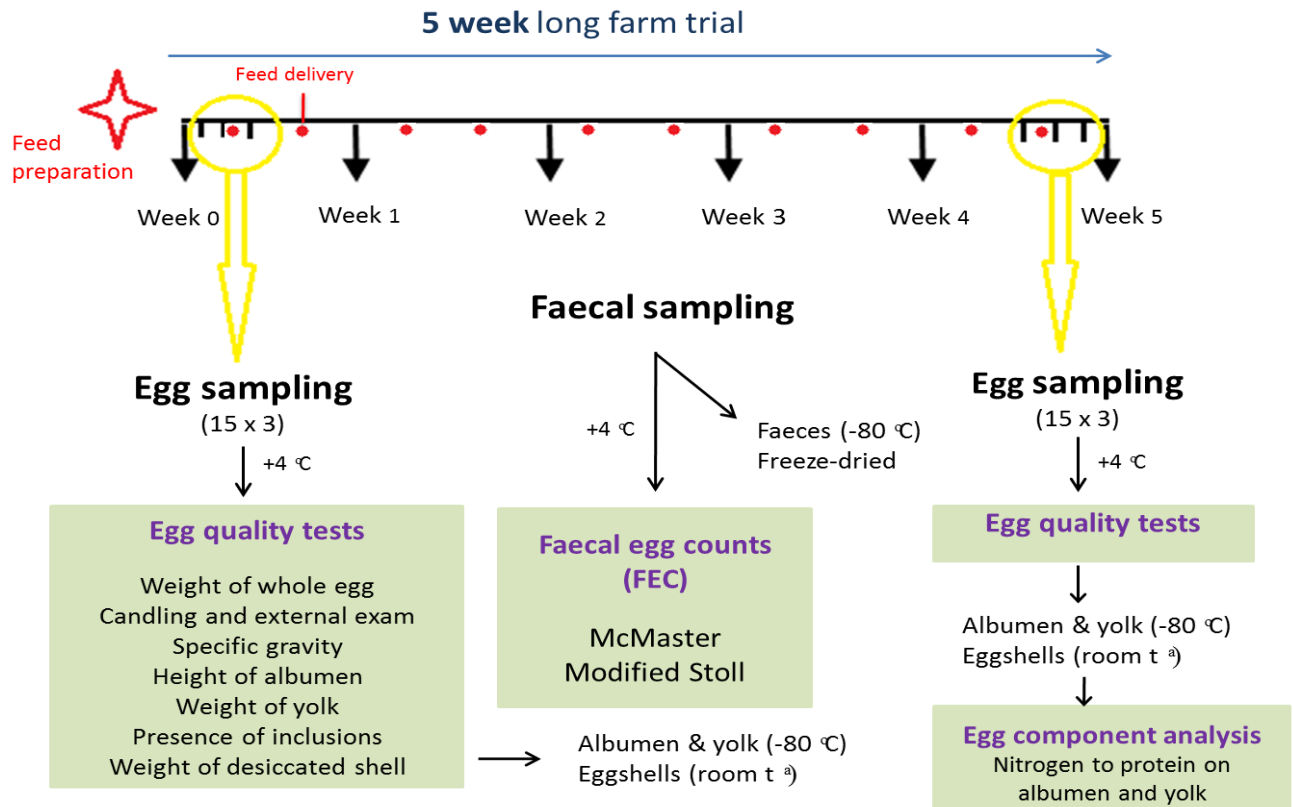 5 week long farm trial
Feed delivery
Feed
preparation
Week 0
Week 1
Week 2
Week 3
Week 4
Week 5
Faecal sampling
+4 °C
Faeces (-80 °C)
Freeze-dried
Egg sampling
(15 x 3)
+4 °C
Egg quality tests
Weight of whole egg
Candling and external exam
Specific gravity
Height of albumen
Weight of yolk
Presence of inclusions
Weight of desiccated shell
Albumen & yolk (-80 °C)
Eggshells (room t ª)
Faecal egg counts
(FEC)
McMaster
Modified Stoll
Egg sampling
(15 x 3)
+4 °C
Egg quality tests
Albumen & yolk (-80 °C)
Eggshells (room t ª)
Egg component analysis
Nitrogen to protein on
albumen and yolk